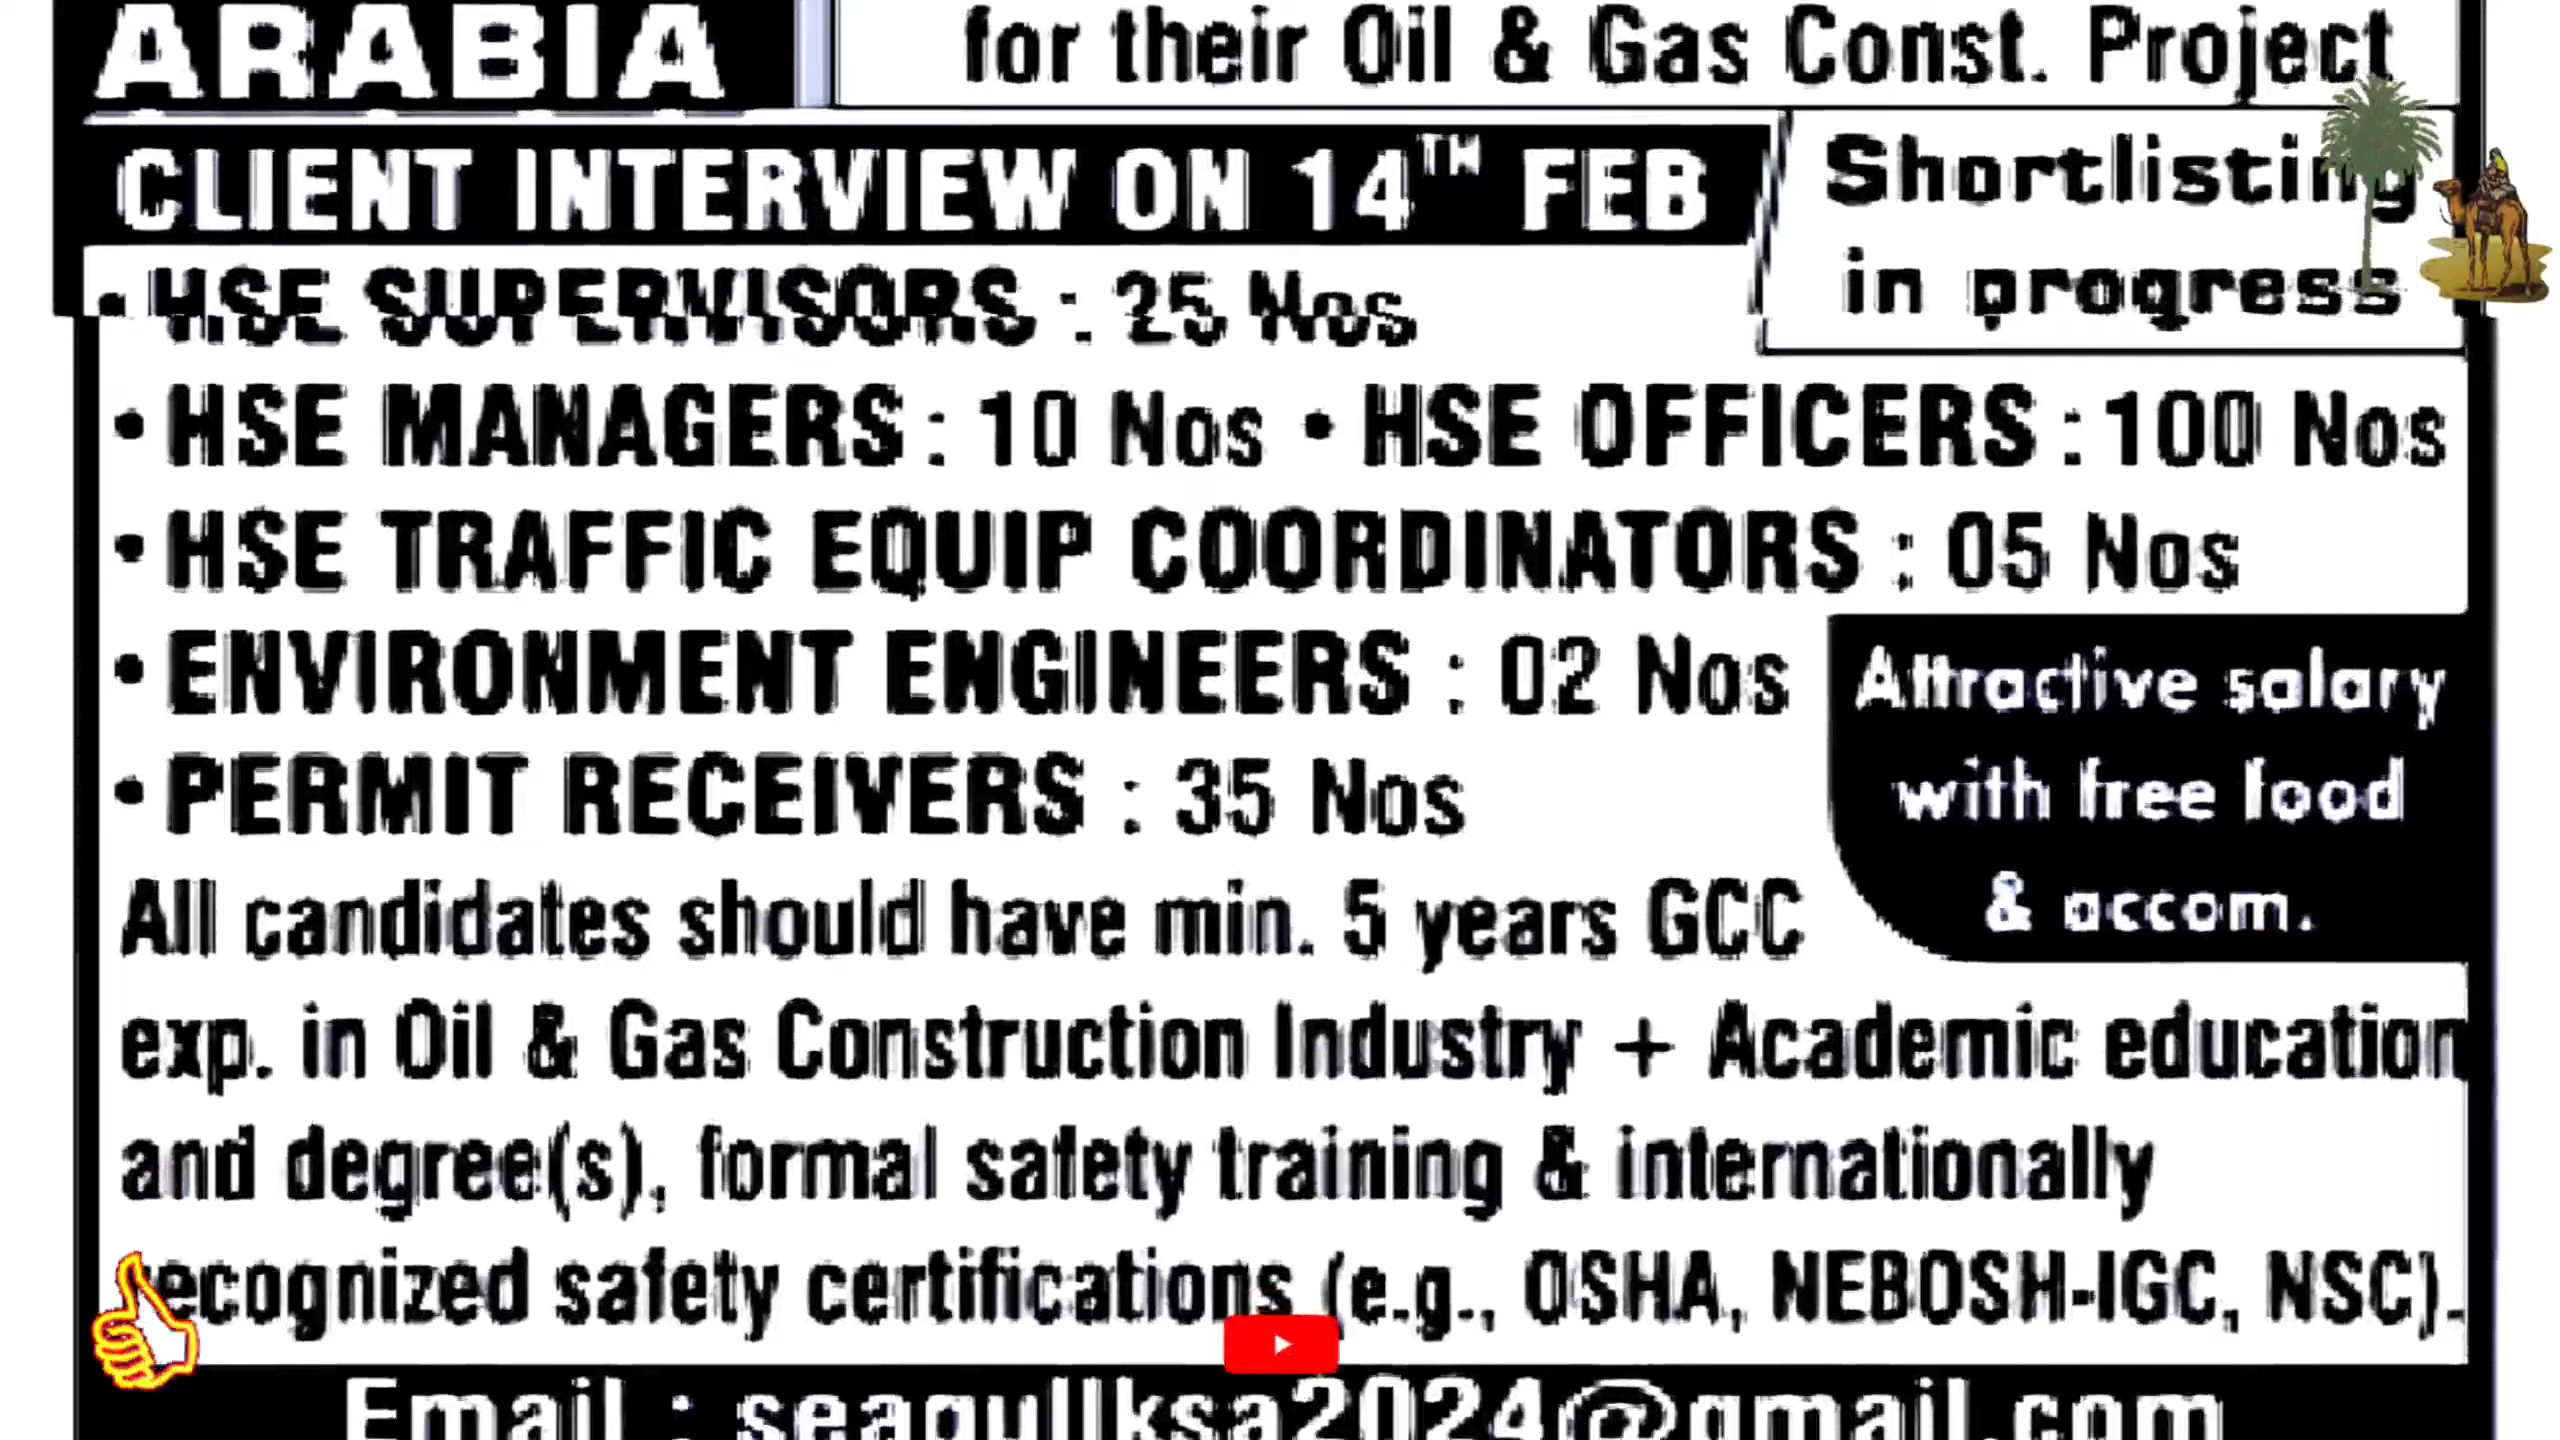 ARABIA
for their Oil & Gas Const. Project
CLIENT INTERVIEW ON 14TH FEB
Shortlisting
in progress
• HSE SUPERVISORS : 25 Nos
• HSE MANAGERS : 10 Nos • HSE OFFICERS : 100 Nos
• HSE TRAFFIC EQUIP COORDINATORS : 05 Nos
• ENVIRONMENT ENGINEERS : 02 Nos
• PERMIT RECEIVERS : 35 Nos
Attractive salary
with free food
& accom.
All candidates should have min. 5 years GCC
exp. in Oil & Gas Construction Industry + Academic education
and degree(s), formal safety training & internationally
recognized safety certifications (e.g., OSHA, NEBOSH-IGC, NSC).
Email : seagullksa2024@gmail.com